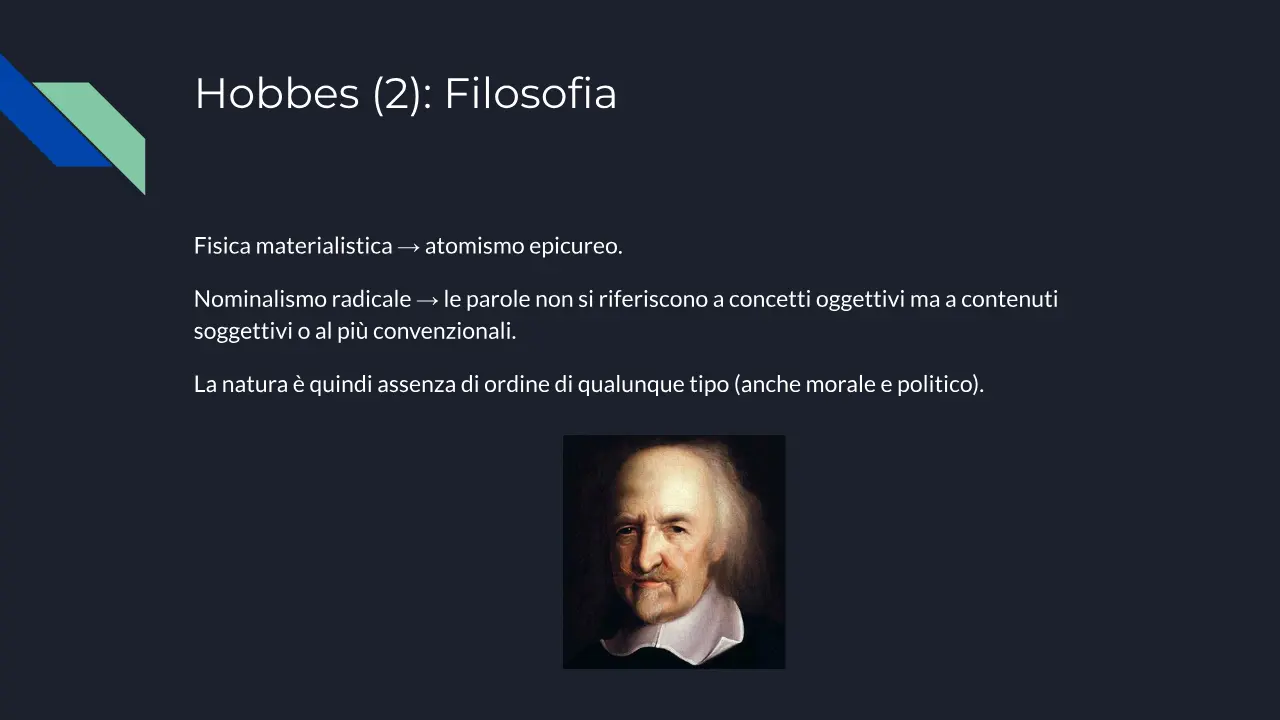 Hobbes (2): Filosofia
Fisica materialistica → atomismo epicureo.
Nominalismo radicale → le parole non si riferiscono a concetti oggettivi ma a contenuti
soggettivi o al più convenzionali.
La natura è quindi assenza di ordine di qualunque tipo (anche morale e politico).